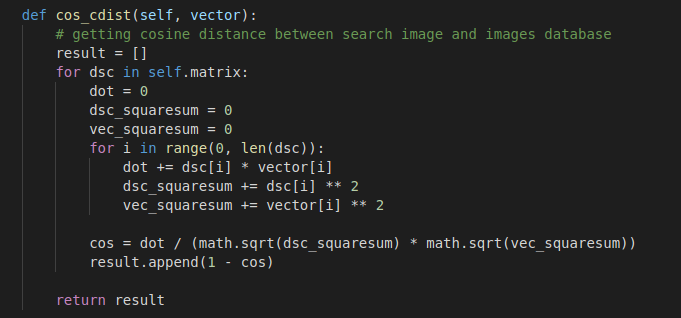 def cos_cdist(self, vector):
    # getting cosine distance between search image and images database
    result = []
    for dsc in self.matrix:
        dot = 0
        dsc_squaresum = 0
        vec_squaresum = 0
        for i in range(0, len(dsc)):
            dot += dsc[i] * vector[i]
            dsc_squaresum += dsc[i] ** 2
            vec_squaresum += vector[i] ** 2

        cos = dot / (math.sqrt(dsc_squaresum) * math.sqrt(vec_squaresum))
        result.append(1 - cos)

    return result